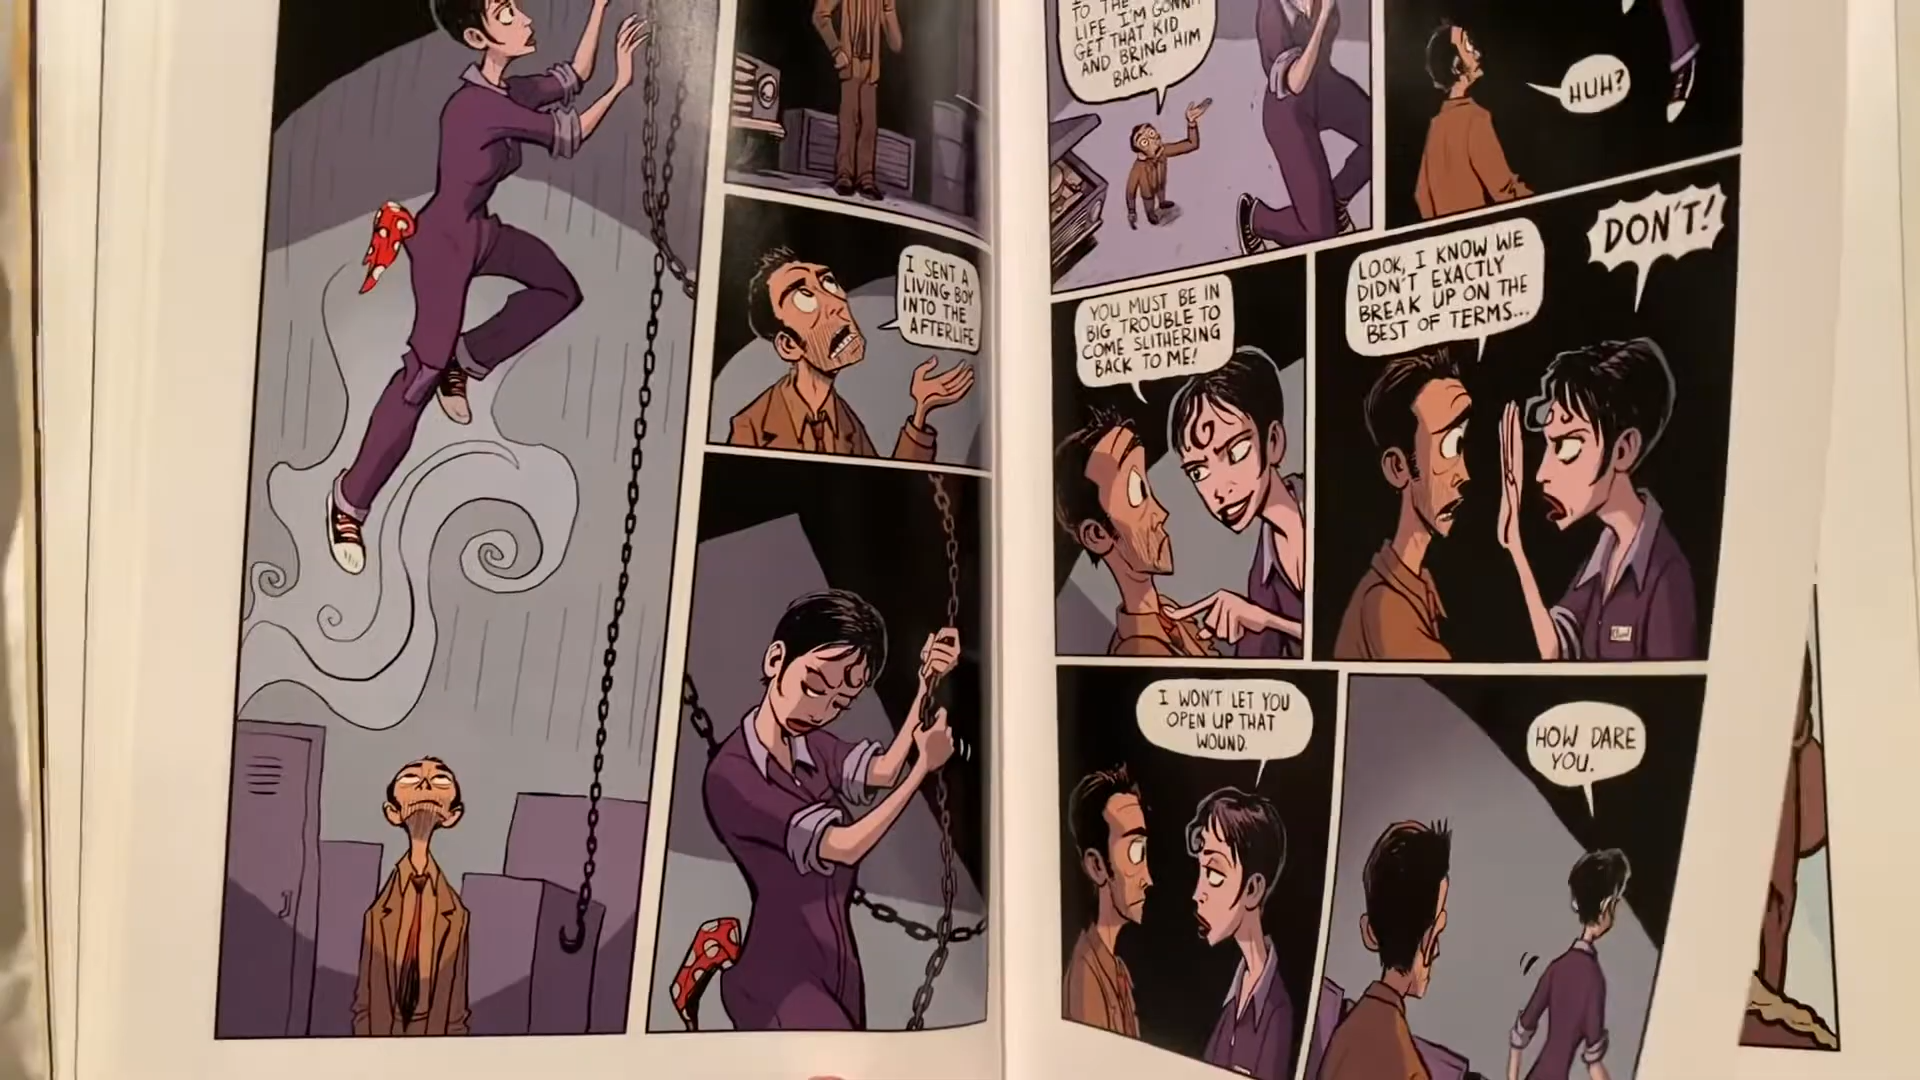 I SENT A
LIVING BOY
INTO THE
AFTERLIFE.
TO THE
LIFE. I'M GONNA
GET THAT KID
AND BRING HIM
BACK.
HUH?
YOU MUST BE IN
BIG TROUBLE TO
COME SLITHERING
BACK TO ME!
LOOK, I KNOW WE
DIDN'T EXACTLY
BREAK UP ON THE
BEST OF TERMS...
DON'T!
I WON'T LET YOU
OPEN UP THAT
WOUND.
HOW DARE
YOU.